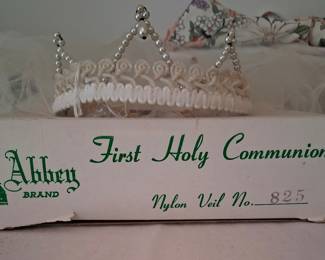 Abbey
BRAND
First Holy Communion
Nylon Veil No. 825